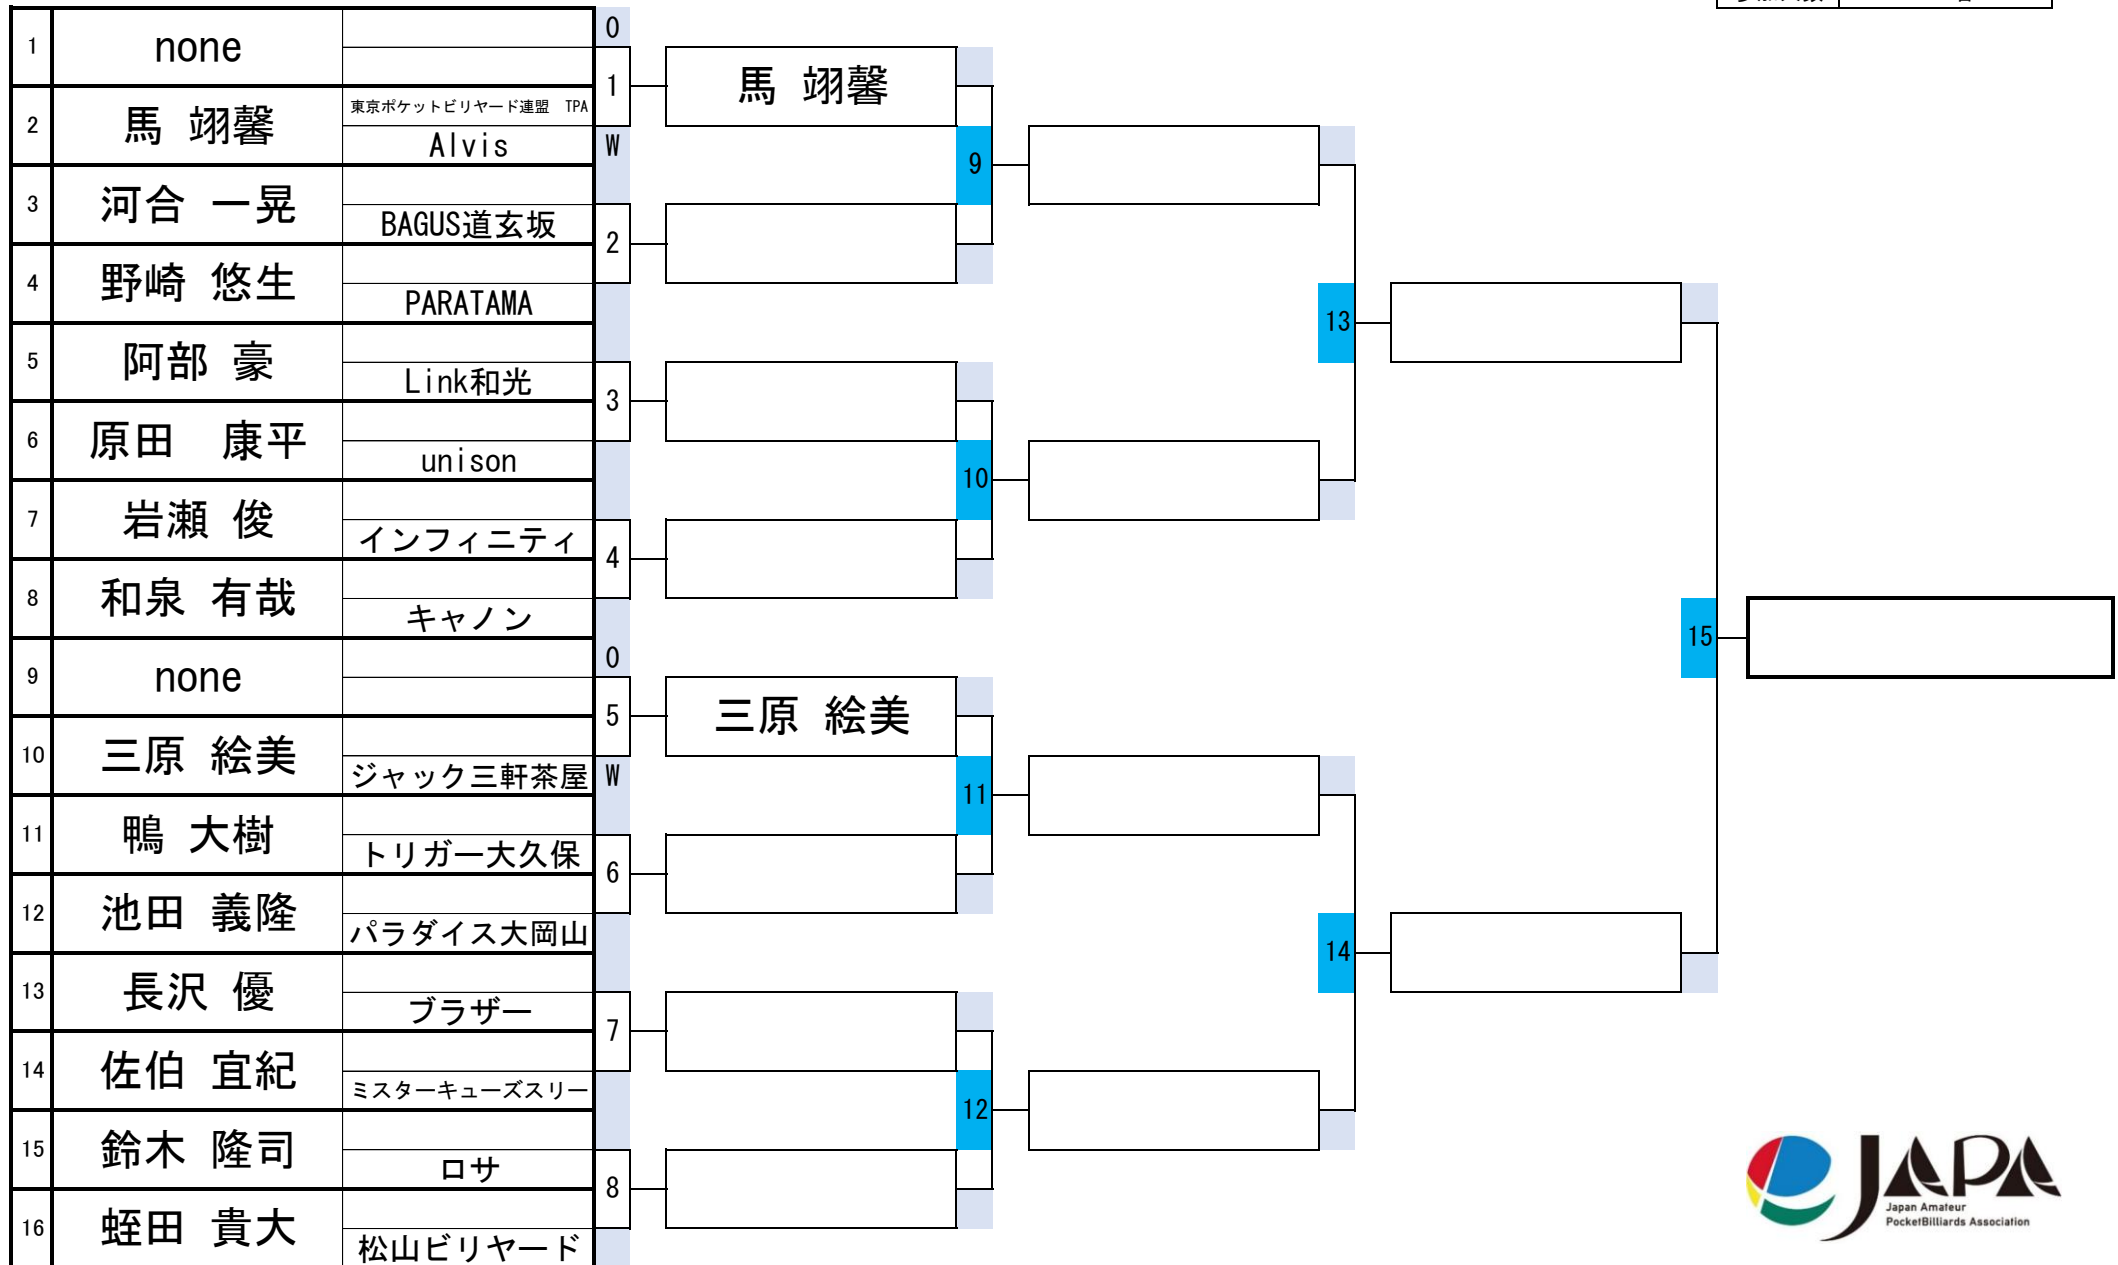 1 none 0
1 馬 翊馨
2 馬 翊馨 東京ポケットビリヤード連盟 TPA
Alvis W
9
3 河合 一晃
BAGUS道玄坂
2
4 野崎 悠生
PARATAMA
13
5 阿部 豪
Link和光
3
6 原田 康平
unison
10
7 岩瀬 俊
インフィニティ
4
8 和泉 有哉
キャノン
15
9 none 0
5 三原 絵美
10 三原 絵美
ジャック三軒茶屋 W
11
11 鴨 大樹
トリガー大久保
6
12 池田 義隆
パラダイス大岡山
14
13 長沢 優
ブラザー
7
14 佐伯 宜紀
ミスターキューズスリー
12
15 鈴木 隆司
ロサ
8
16 蛭田 貴大
松山ビリヤード
JAPA
Japan Amateur
PocketBilliards Association